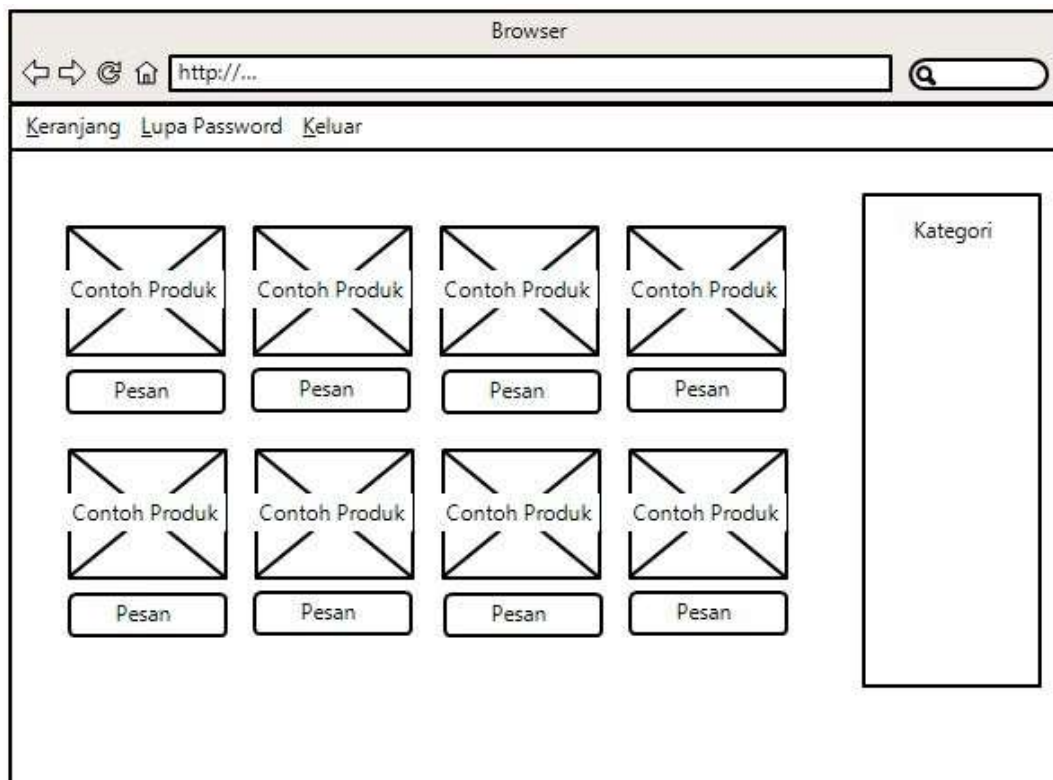 Browser
http://...
Keranjang Lupa Password Keluar
Kategori
Contoh Produk Contoh Produk Contoh Produk Contoh Produk
Pesan Pesan Pesan Pesan
Contoh Produk Contoh Produk Contoh Produk Contoh Produk
Pesan Pesan Pesan Pesan